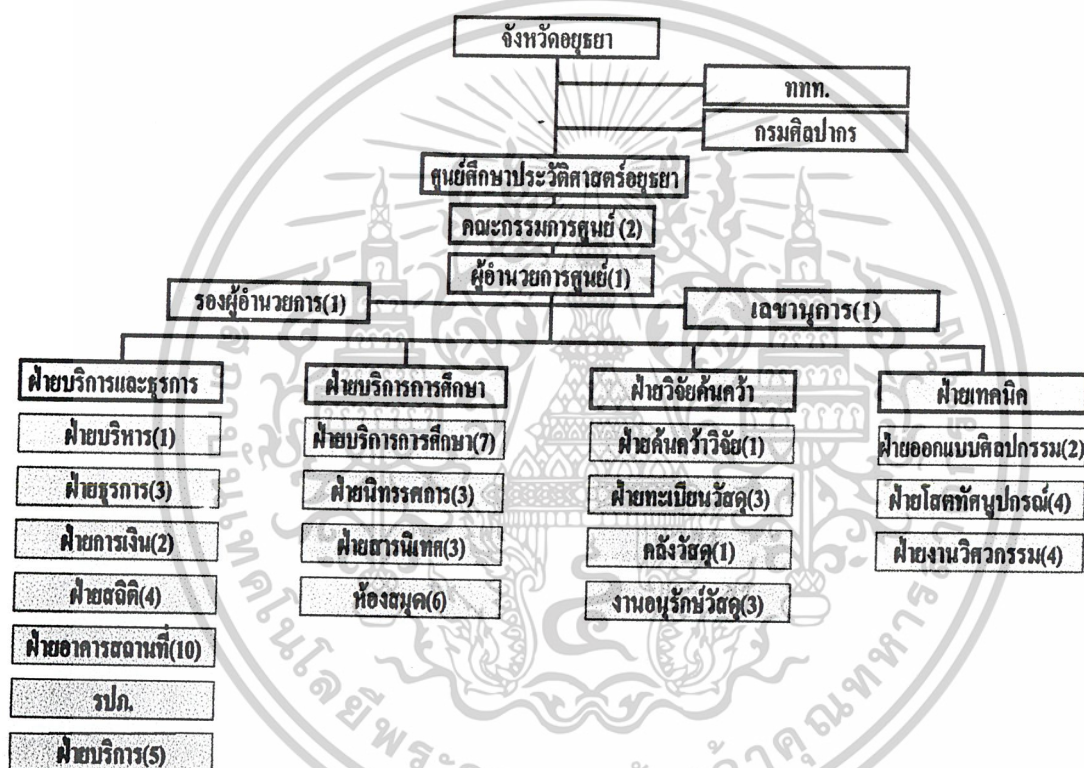 จังหวัดอยุธยา
ททท.
กรมศิลปากร
ศูนย์ศึกษาประวัติศาสตร์อยุธยา
คณะกรรมการศูนย์ (2)
ผู้อำนวยการศูนย์(1)
รองผู้อำนวยการ(1)
เลขานุการ(1)
ฝ่ายบริการและธุรการ
ฝ่ายบริหาร(1)
ฝ่ายธุรการ(3)
ฝ่ายการเงิน(2)
ฝ่ายสถิติ(4)
ฝ่ายอาคารสถานที่(10)
รปภ.
ฝ่ายบริการ(5)
ฝ่ายบริการการศึกษา
ฝ่ายบริการการศึกษา(7)
ฝ่ายนิทรรศการ(3)
ฝ่ายสารนิเทศ(3)
ห้องสมุด(6)
ฝ่ายวิจัยค้นคว้า
ฝ่ายค้นคว้าวิจัย(1)
ฝ่ายทะเบียนวัสดุ(3)
คลังวัสดุ(1)
งานอนุรักษ์วัสดุ(3)
ฝ่ายเทคนิค
ฝ่ายออกแบบศิลปกรรม(2)
ฝ่ายโสตทัศนูปกรณ์(4)
ฝ่ายงานวิศวกรรม(4)